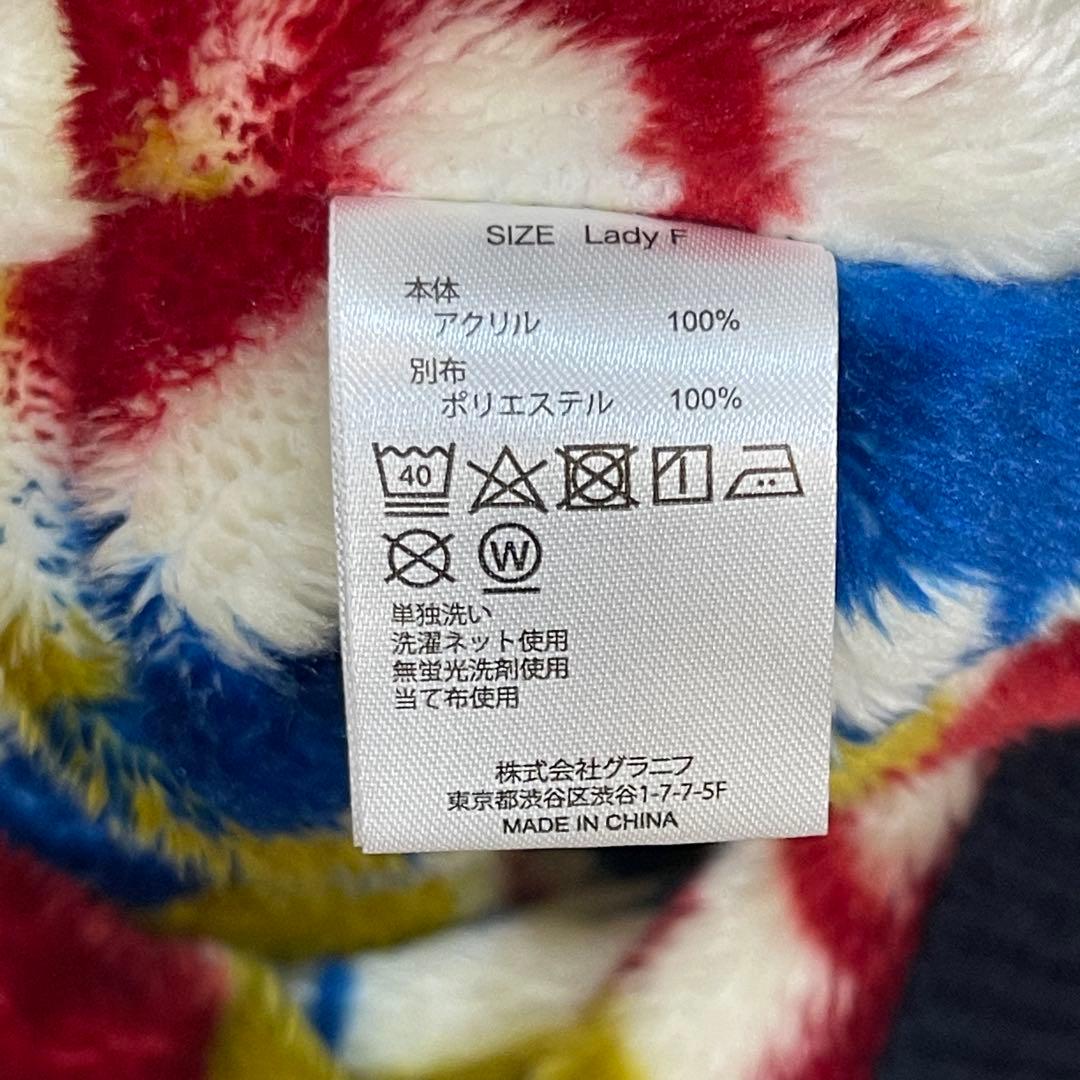 SIZE Lady F
本体
アクリル 100%
別布
ポリエステル 100%
40
W
単独洗い
洗濯ネット使用
無蛍光洗剤使用
当て布使用
株式会社グラニフ
東京都渋谷区渋谷1-7-7-5F
MADE IN CHINA